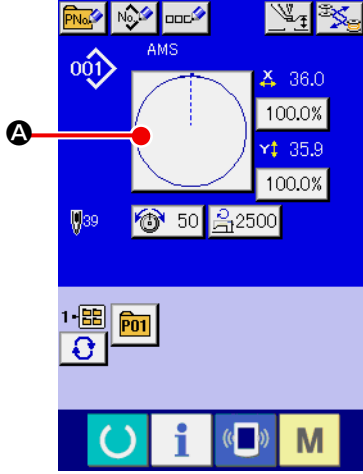 PNo. No.
AMS
001
X 36.0
A
100.0%
Y 35.9
100.0%
39 50 2500
1-
P01
i M